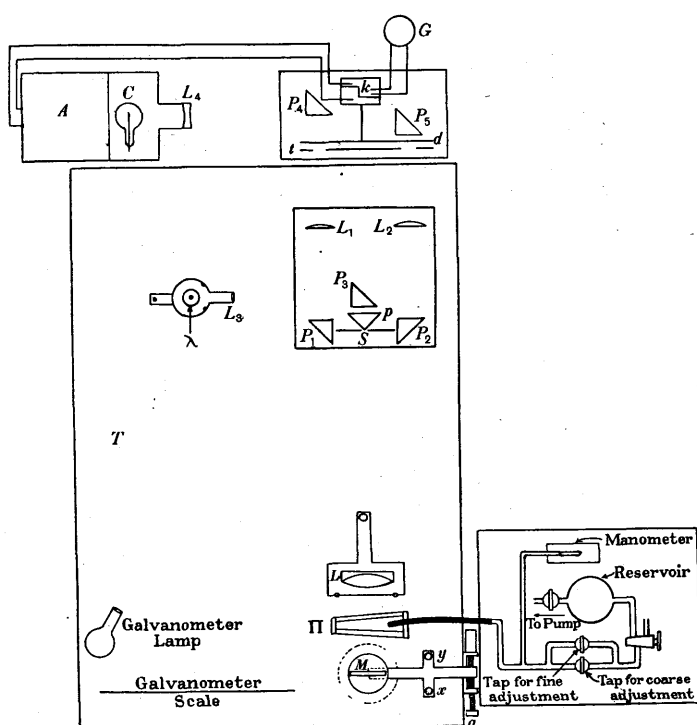 G
A
C
L₄
P₄
k
P₅
t
d
L₁
L₂
P₃
p
P₁
S
P₂
L₃
λ
T
L
Π
Galvanometer
Lamp
Galvanometer
Scale
M
y
x
a
Manometer
Reservoir
To Pump
Tap for fine
adjustment
Tap for coarse
adjustment